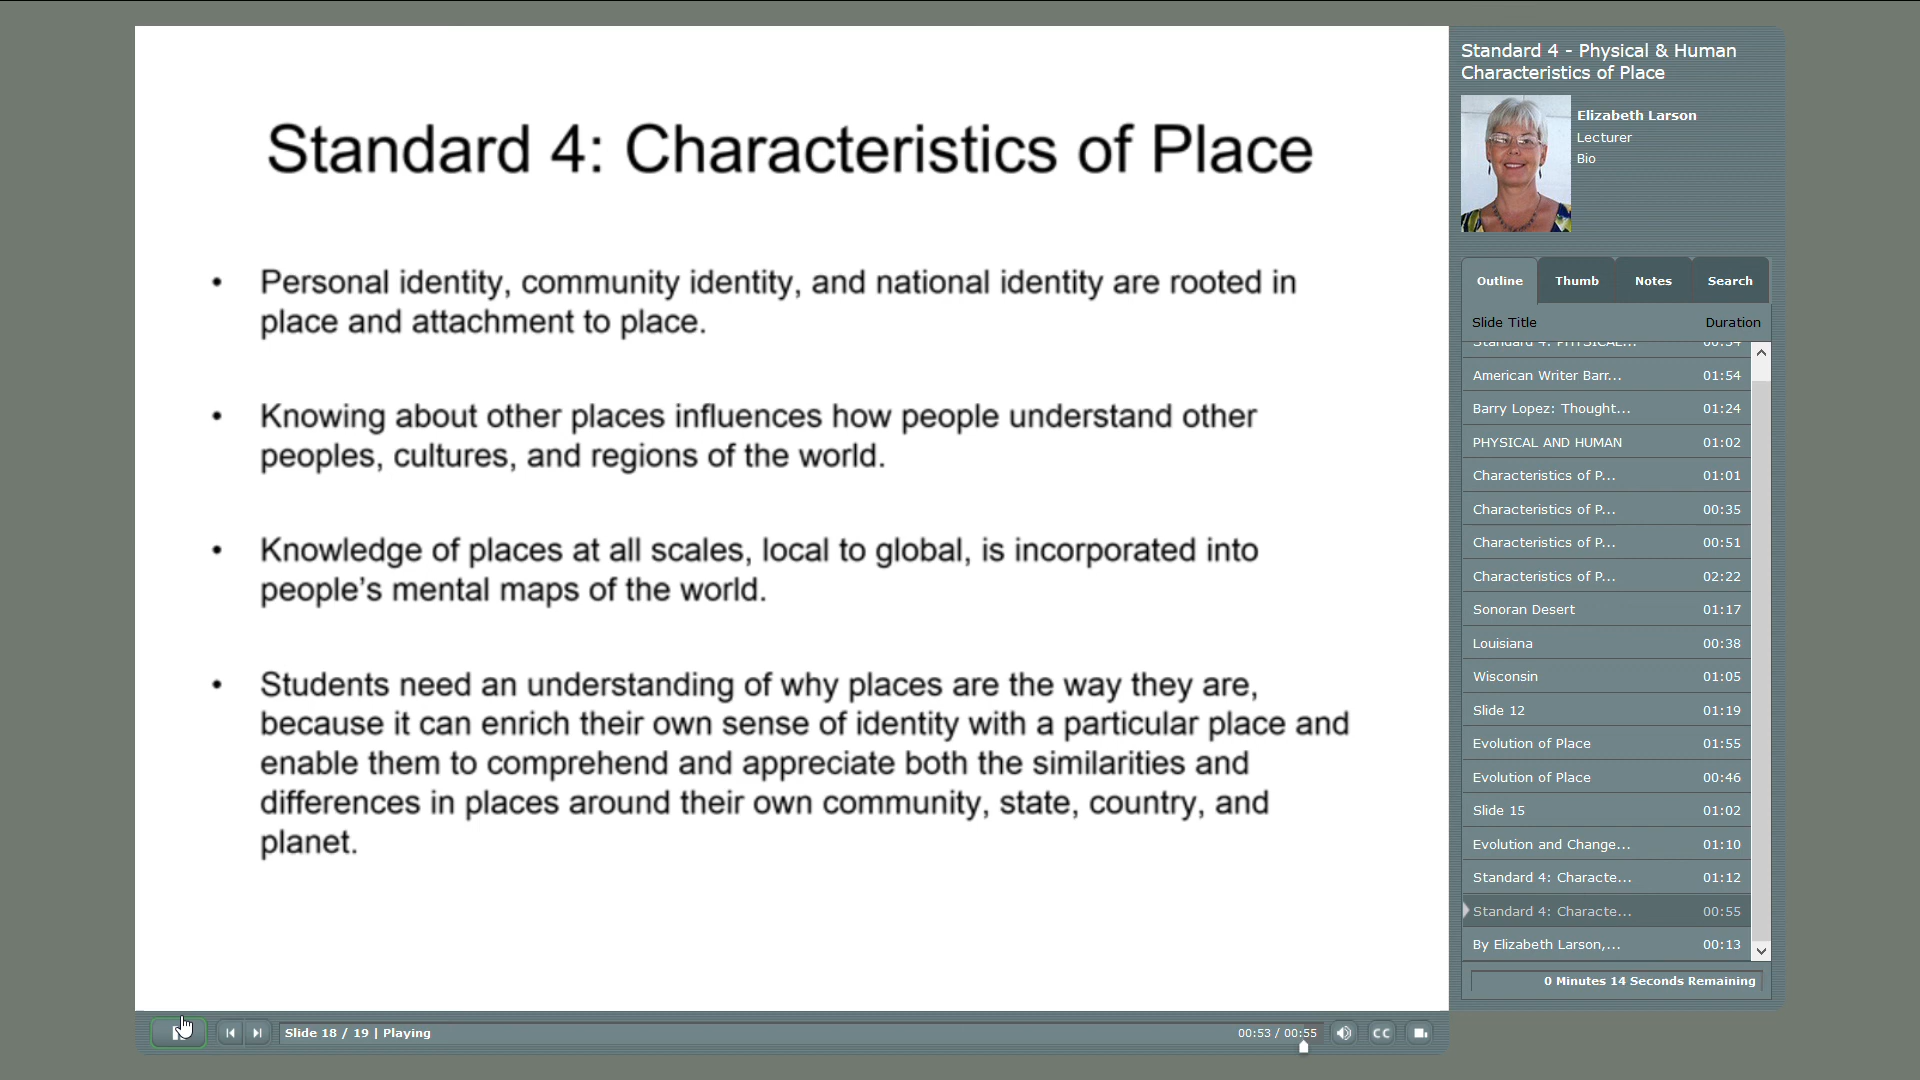 Standard 4: Characteristics of Place
• Personal identity, community identity, and national identity are rooted in
place and attachment to place.
• Knowing about other places influences how people understand other
peoples, cultures, and regions of the world.
• Knowledge of places at all scales, local to global, is incorporated into
people's mental maps of the world.
• Students need an understanding of why places are the way they are,
because it can enrich their own sense of identity with a particular place and
enable them to comprehend and appreciate both the similarities and
differences in places around their own community, state, country, and
planet.
Standard 4 - Physical & Human
Characteristics of Place
Elizabeth Larson
Lecturer
Bio
Outline Thumb Notes Search
Slide Title Duration
Standard 4: PHYSICAL... 00:34
American Writer Barr... 01:54
Barry Lopez: Thought... 01:24
PHYSICAL AND HUMAN 01:02
Characteristics of P... 01:01
Characteristics of P... 00:35
Characteristics of P... 00:51
Characteristics of P... 02:22
Sonoran Desert 01:17
Louisiana 00:38
Wisconsin 01:05
Slide 12 01:19
Evolution of Place 01:55
Evolution of Place 00:46
Slide 15 01:02
Evolution and Change... 01:10
Standard 4: Characte... 01:12
Standard 4: Characte... 00:55
By Elizabeth Larson,... 00:13
0 Minutes 14 Seconds Remaining
Slide 18 / 19 | Playing
00:53 / 00:55
CC